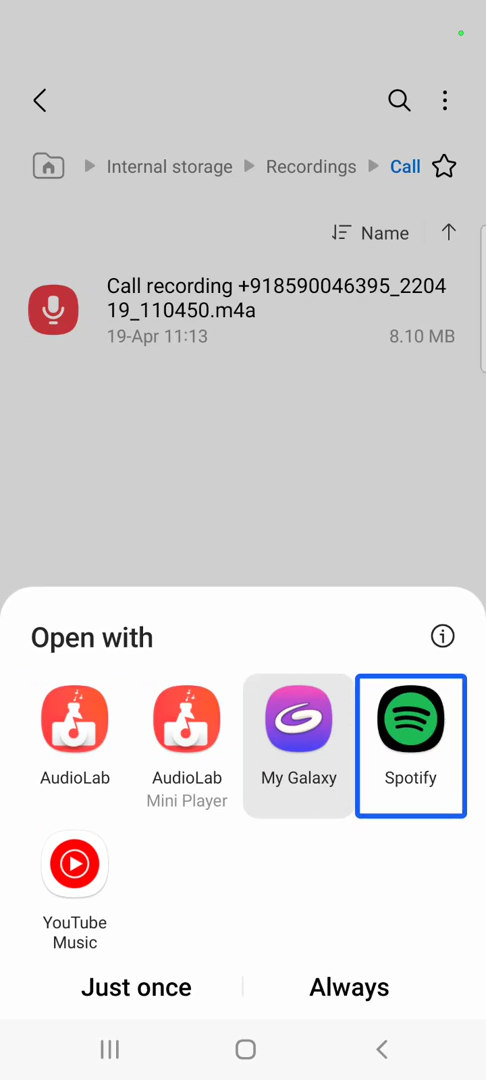 Internal storage Recordings Call
Name
Call recording +918590046395_2204
19_110450.m4a
19-Apr 11:13 8.10 MB
Open with
AudioLab AudioLab My Galaxy Spotify
Mini Player
YouTube
Music
Just once Always